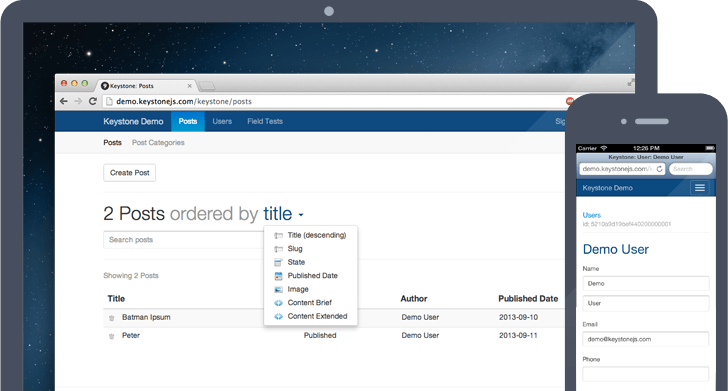 Keystone: Posts
demo.keystonejs.com/keystone/posts
Keystone Demo Posts Users Field Tests
Posts Post Categories
Create Post
2 Posts ordered by title
Search posts
Title (descending)
Slug
State
Published Date
Image
Content Brief
Content Extended
Showing 2 Posts
Title Author Published Date
Batman Ipsum Demo User 2013-09-10
Peter Published Demo User 2013-09-11
Carrier 12:26 PM
Keystone: User: Demo User
demo.keystonejs.com/ Search
Keystone Demo
Users
Demo User
Name
Demo
User
Email
demo@keystonejs.com
Phone